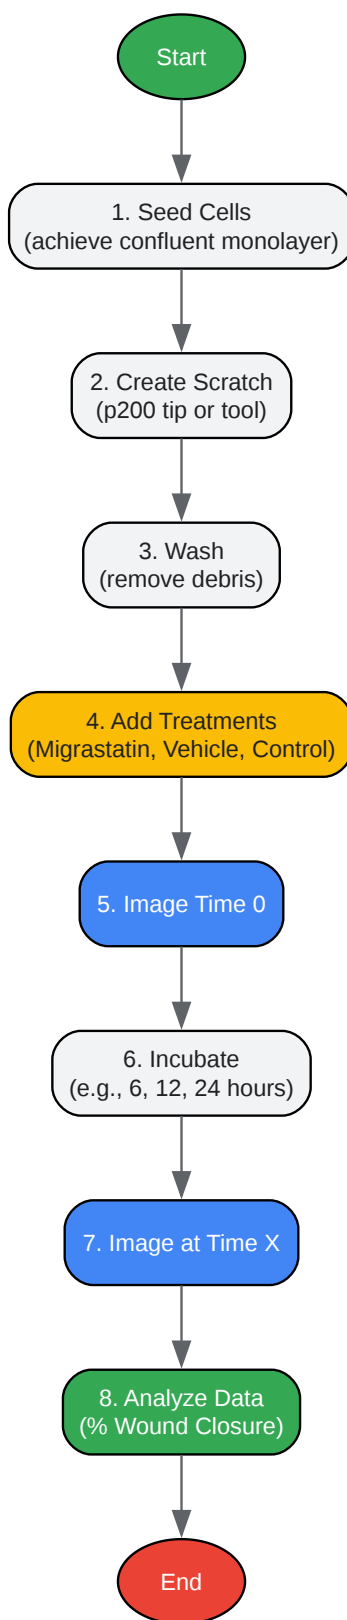 Start
1. Seed Cells
(achieve confluent monolayer)
2. Create Scratch
(p200 tip or tool)
3. Wash
(remove debris)
4. Add Treatments
(Migrastatin, Vehicle, Control)
5. Image Time 0
6. Incubate
(e.g., 6, 12, 24 hours)
7. Image at Time X
8. Analyze Data
(% Wound Closure)
End